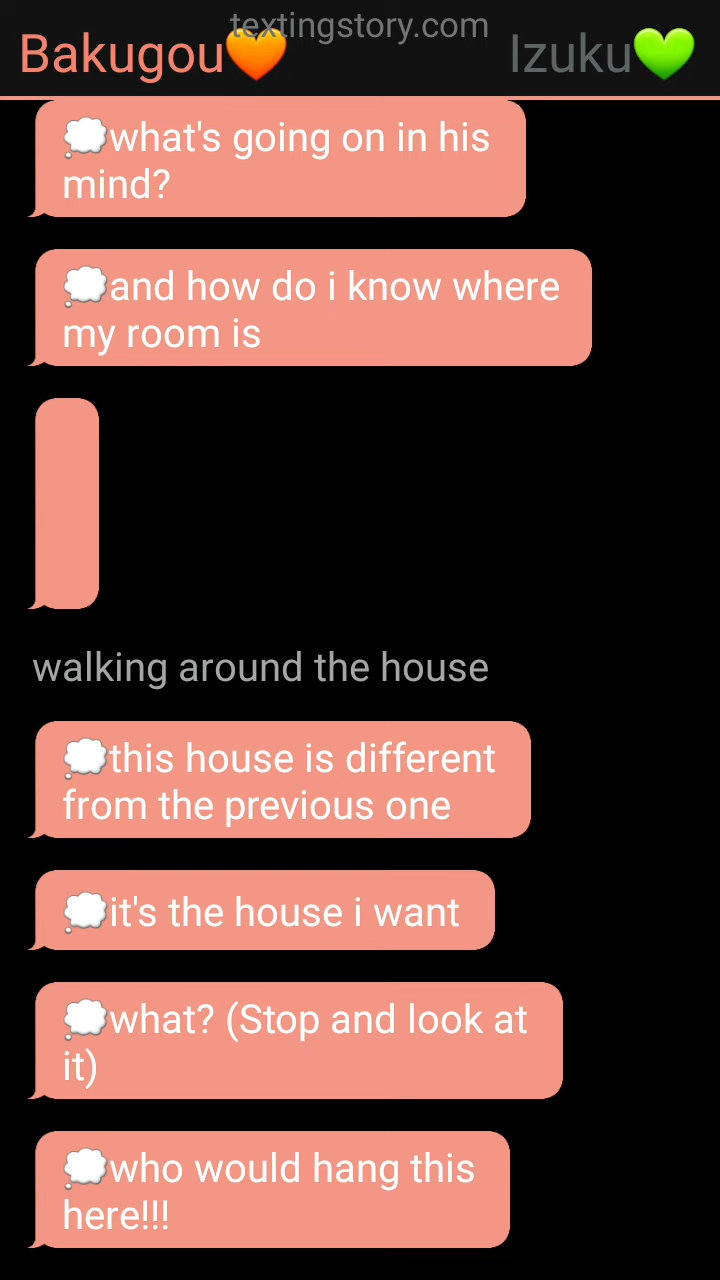 textingstory.com
Bakugou🧡 Izuku💚
💭what's going on in his
mind?
💭and how do i know where
my room is
walking around the house
💭this house is different
from the previous one
💭it's the house i want
💭what? (Stop and look at
it)
💭who would hang this
here!!!